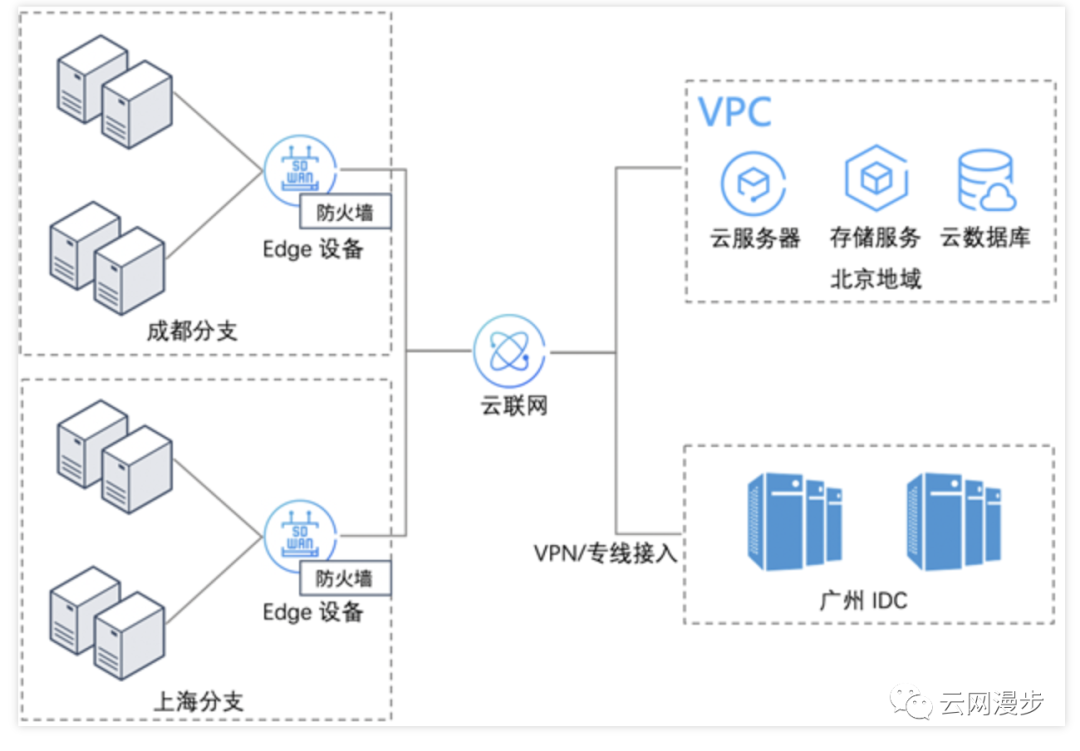 SD
WAN
防火墙
Edge 设备
成都分支
SD
WAN
防火墙
Edge 设备
上海分支
云联网
VPC
云服务器 存储服务 云数据库
北京地域
VPN/专线接入
广州 IDC
云网漫步